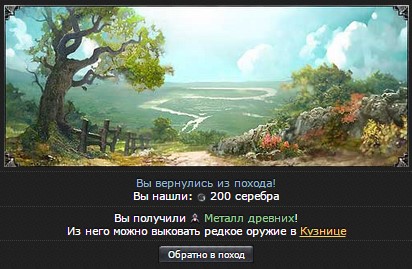 Вы вернулись из похода!
Вы нашли: 200 серебра
Вы получили Металл древних!
Из него можно выковать редкое оружие в Кузнице
Обратно в поход